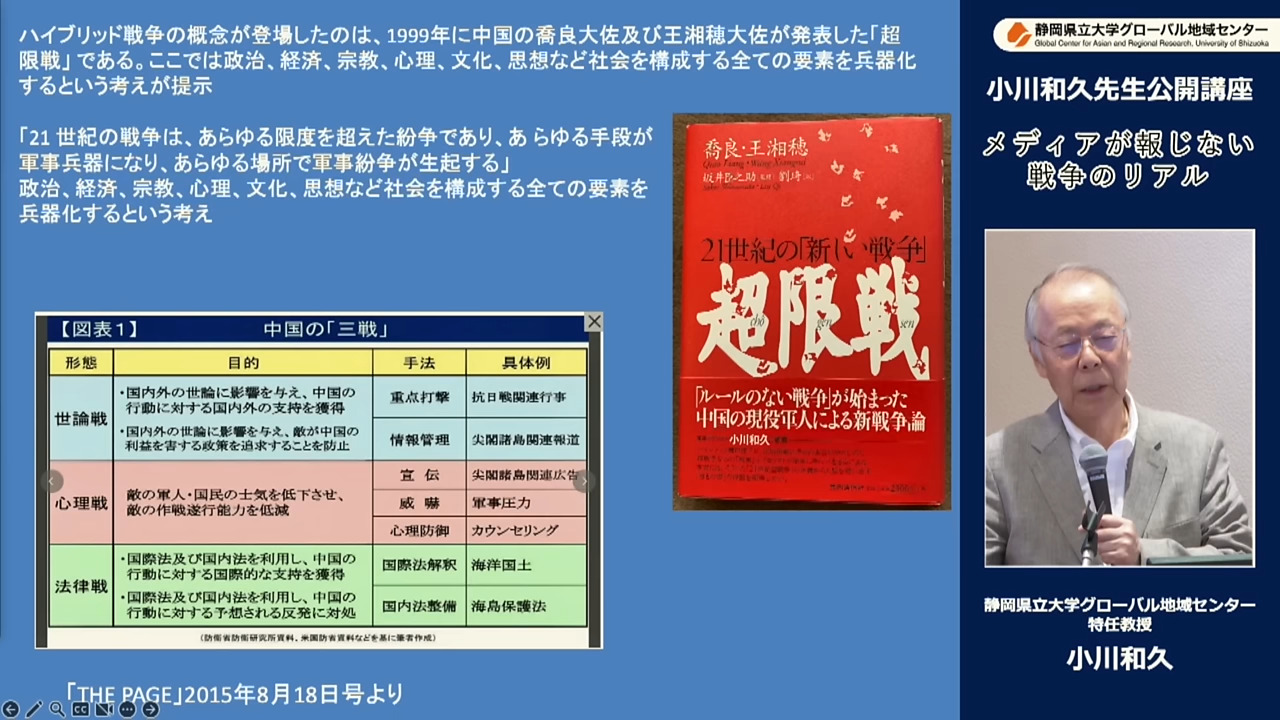 ハイブリッド戦争の概念が登場したのは、1999年に中国の喬良大佐及び王湘穂大佐が発表した「超
限戦」である。ここでは政治、経済、宗教、心理、文化、思想など社会を構成する全ての要素を兵器化
するという考えが提示
「21 世紀の戦争は、あらゆる限度を超えた紛争であり、あ らゆる手段が
軍事兵器になり、あらゆる場所で軍事紛争が生起する」
政治、経済、宗教、心理、文化、思想など社会を構成する全ての要素を
兵器化するという考え
【図表1】 中国の「三戦」
形態 目的 手法 具体例
世論戦
・国内外の世論に影響を与え、中国の
行動に対する国内外の支持を獲得
重点打撃 抗日戦関連行事
・国内外の世論に影響を与え、敵が中国の
利益を害する政策を追求することを防止
情報管理 尖閣諸島関連報道
心理戦
敵の軍人・国民の士気を低下させ、
敵の作戦遂行能力を低減
宣 伝 尖閣諸島関連広告
威 嚇 軍事圧力
心理防御 カウンセリング
法律戦
・国際法及び国内法を利用し、中国の
行動に対する国際的な支持を獲得
国際法解釈 海洋国土
・国際法及び国内法を利用し、中国の
行動に対する予想される反発に対処
国内法整備 海島保護法
(防衛省防衛研究所資料、米国防省資料などを基に筆者作成)
「THE PAGE」2015年8月18日号より
喬良・王湘穂
Qiao Liang・Wang Xiangsui
坂井臣之助 劉琦
21世紀の「新しい戦争」
超限戦
chō gen sen
「ルールのない戦争」が始まった
中国の現役軍人による新戦争論
小川和久
静岡県立大学グローバル地域センター
Global Center for Asian and Regional Research, University of Shizuoka
小川和久先生公開講座
メディアが報じない
戦争のリアル
静岡県立大学グローバル地域センター
特任教授
小川和久